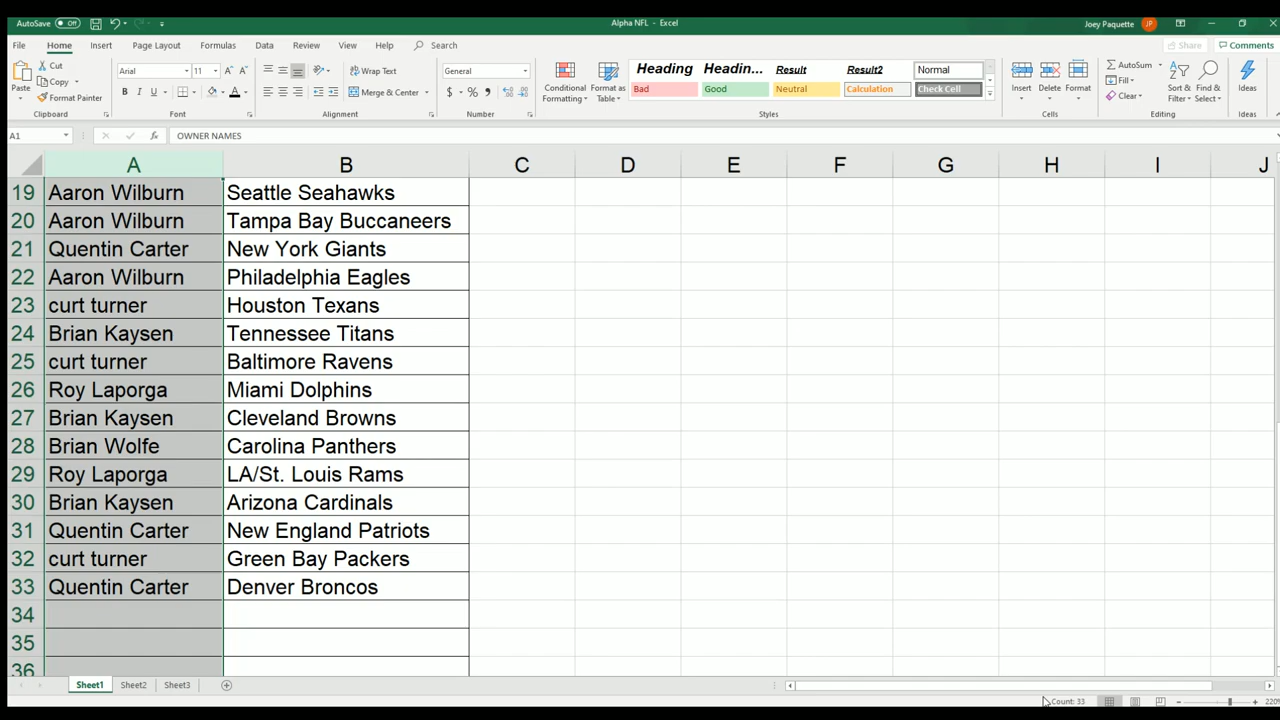 AutoSave Off Alpha NFL - Excel Joey Paquette JP
File Home Insert Page Layout Formulas Data Review View Help Search Share Comments
Paste Cut Copy Format Painter Clipboard
Arial 11 A A B I U A Font
Wrap Text Merge & Center Alignment
General $ % , Number
Conditional Formatting Format as Table
Heading Headin... Result Result2 Normal
Bad Good Neutral Calculation Check Cell
Styles
Insert Delete Format Cells
AutoSum Fill Clear Sort & Filter Find & Select Editing
Ideas Ideas
A1 fx OWNER NAMES
A B C D E F G H I J
19 Aaron Wilburn Seattle Seahawks
20 Aaron Wilburn Tampa Bay Buccaneers
21 Quentin Carter New York Giants
22 Aaron Wilburn Philadelphia Eagles
23 curt turner Houston Texans
24 Brian Kaysen Tennessee Titans
25 curt turner Baltimore Ravens
26 Roy Laporga Miami Dolphins
27 Brian Kaysen Cleveland Browns
28 Brian Wolfe Carolina Panthers
29 Roy Laporga LA/St. Louis Rams
30 Brian Kaysen Arizona Cardinals
31 Quentin Carter New England Patriots
32 curt turner Green Bay Packers
33 Quentin Carter Denver Broncos
34
35
36
Sheet1 Sheet2 Sheet3
Count: 33 220%